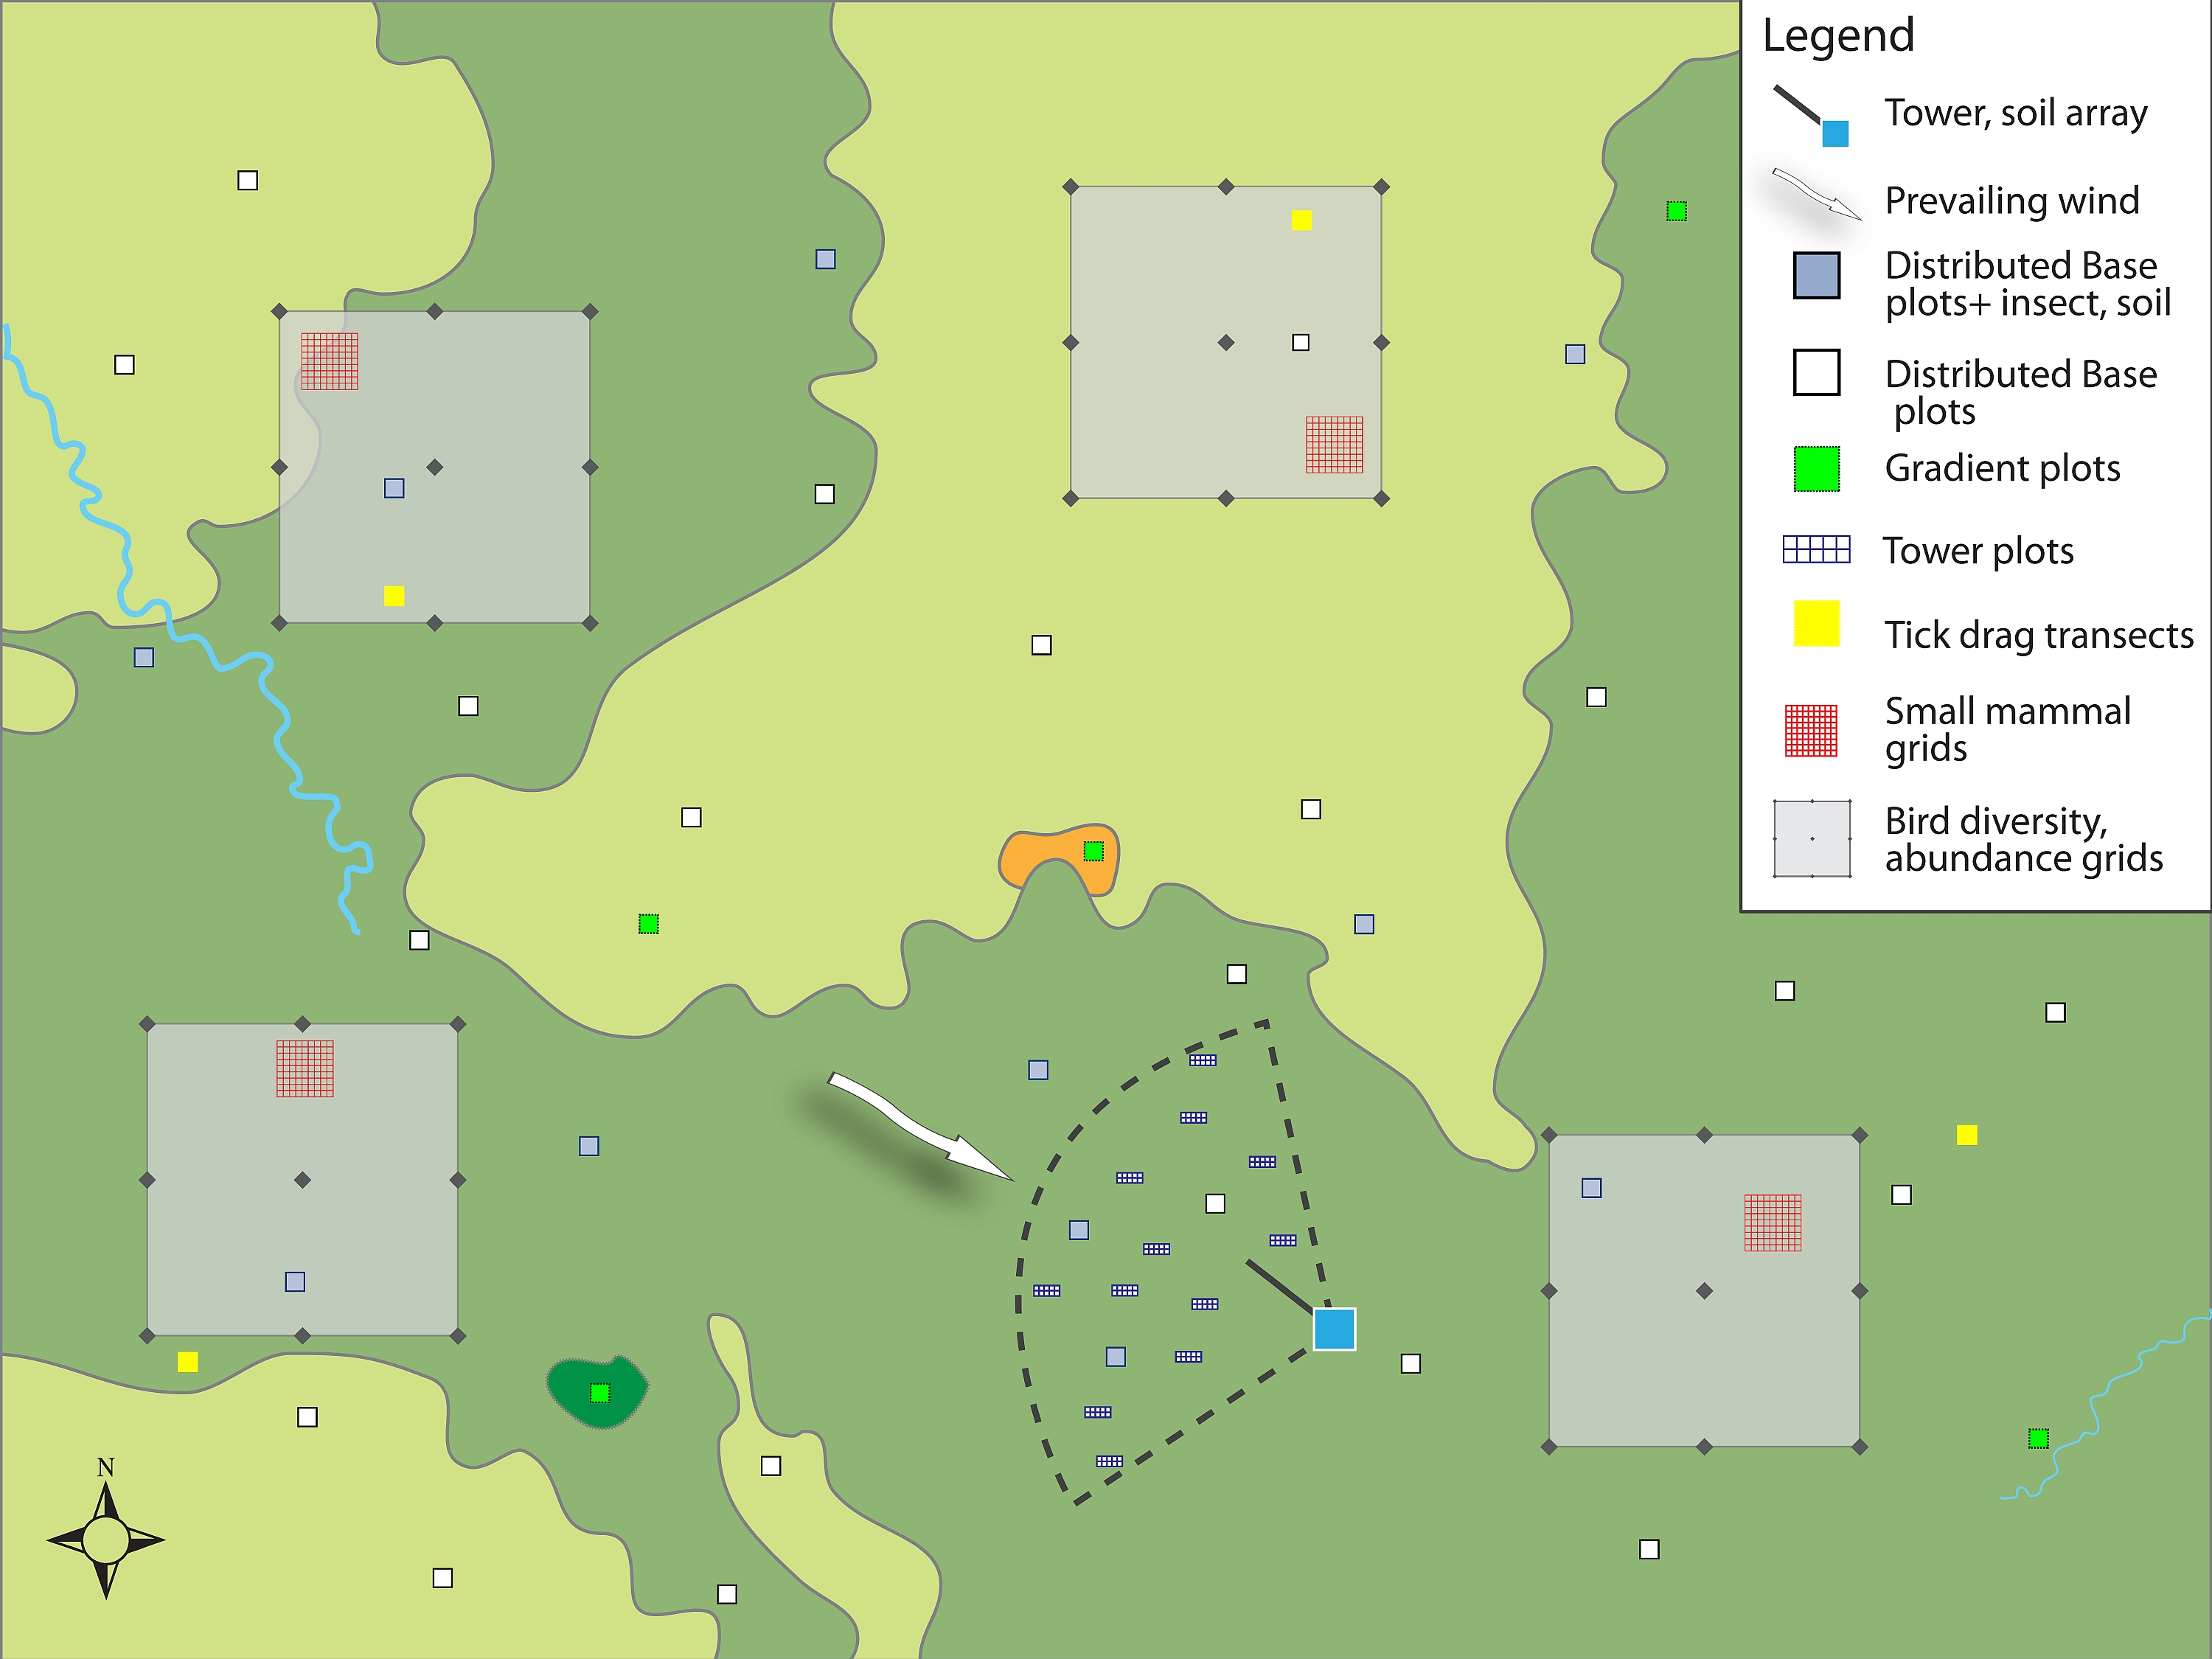 Legend
Tower, soil array
Prevailing wind
Distributed Base
plots+ insect, soil
Distributed Base
plots
Gradient plots
Tower plots
Tick drag transects
Small mammal
grids
Bird diversity,
abundance grids
N